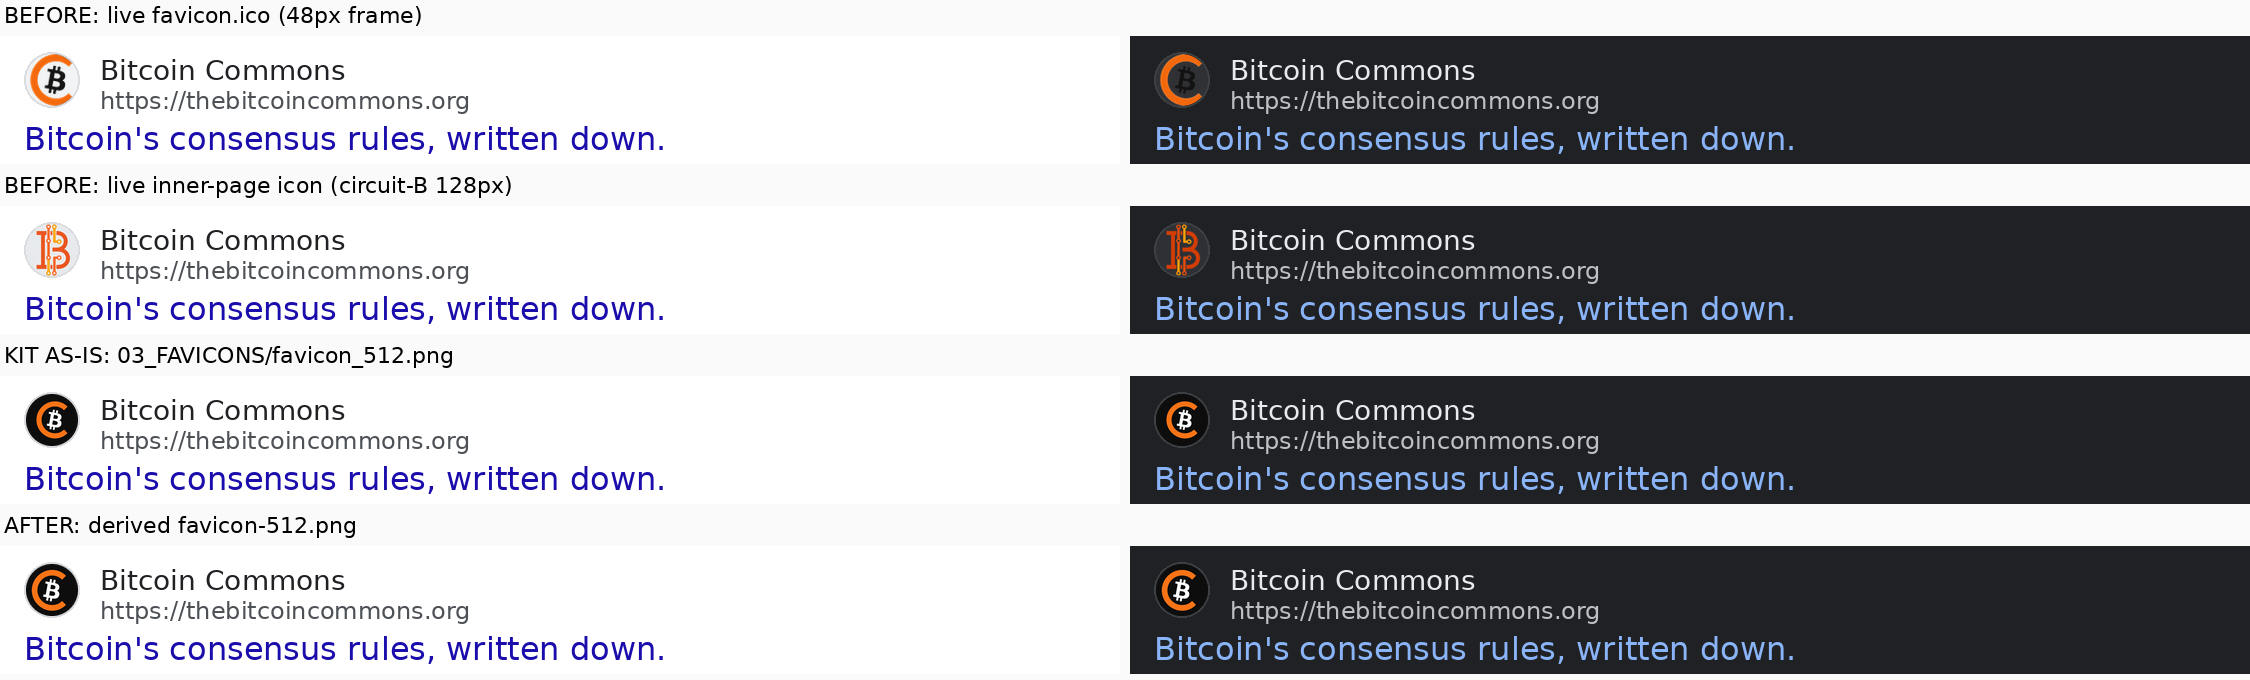 BEFORE: live favicon.ico (48px frame)
Bitcoin Commons
https://thebitcoincommons.org
Bitcoin's consensus rules, written down.
Bitcoin Commons
https://thebitcoincommons.org
Bitcoin's consensus rules, written down.
BEFORE: live inner-page icon (circuit-B 128px)
Bitcoin Commons
https://thebitcoincommons.org
Bitcoin's consensus rules, written down.
Bitcoin Commons
https://thebitcoincommons.org
Bitcoin's consensus rules, written down.
KIT AS-IS: 03_FAVICONS/favicon_512.png
Bitcoin Commons
https://thebitcoincommons.org
Bitcoin's consensus rules, written down.
Bitcoin Commons
https://thebitcoincommons.org
Bitcoin's consensus rules, written down.
AFTER: derived favicon-512.png
Bitcoin Commons
https://thebitcoincommons.org
Bitcoin's consensus rules, written down.
Bitcoin Commons
https://thebitcoincommons.org
Bitcoin's consensus rules, written down.